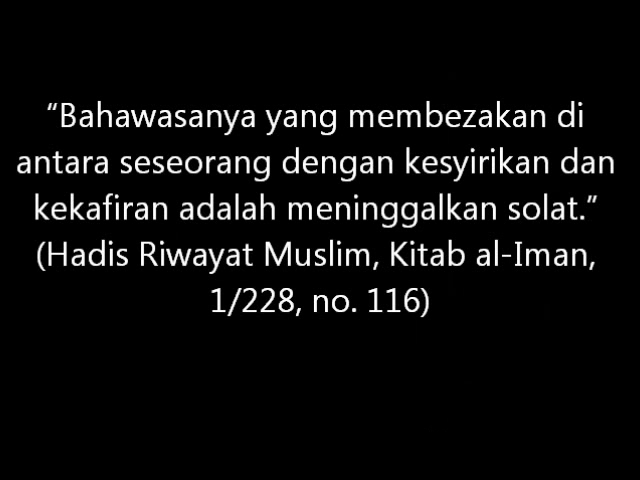 “Bahawasanya yang membezakan di
antara seseorang dengan kesyirikan dan
kekafiran adalah meninggalkan solat.”
(Hadis Riwayat Muslim, Kitab al-Iman,
1/228, no. 116)